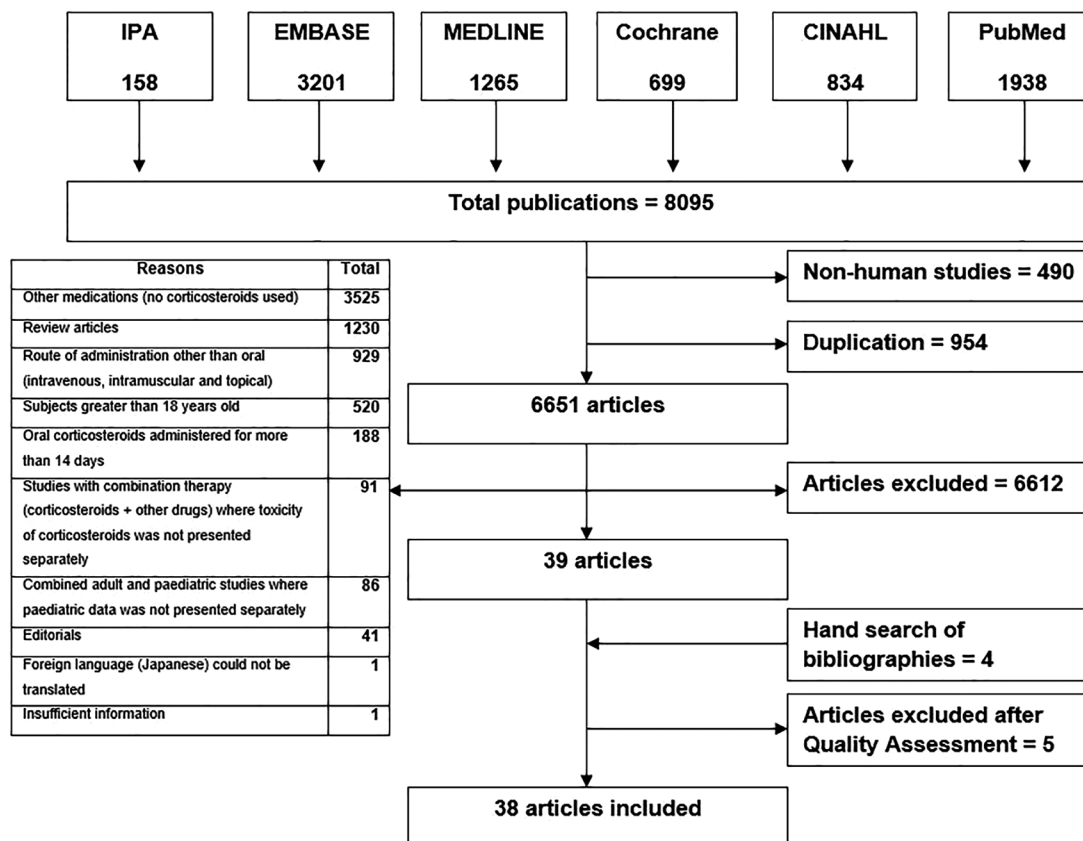 IPA
158
EMBASE
3201
MEDLINE
1265
Cochrane
699
CINAHL
834
PubMed
1938
Total publications = 8095
Non-human studies = 490
Duplication = 954
6651 articles
Reasons Total
Other medications (no corticosteroids used) 3525
Review articles 1230
Route of administration other than oral 929
(intravenous, intramuscular and topical)
Subjects greater than 18 years old 520
Oral corticosteroids administered for more 188
than 14 days
Studies with combination therapy 91
(corticosteroids + other drugs) where toxicity
of corticosteroids was not presented
separately
Combined adult and paediatric studies where 86
paediatric data was not presented separately
Editorials 41
Foreign language (Japanese) could not be 1
translated
Insufficient information 1
Articles excluded = 6612
39 articles
Hand search of
bibliographies = 4
Articles excluded after
Quality Assessment = 5
38 articles included